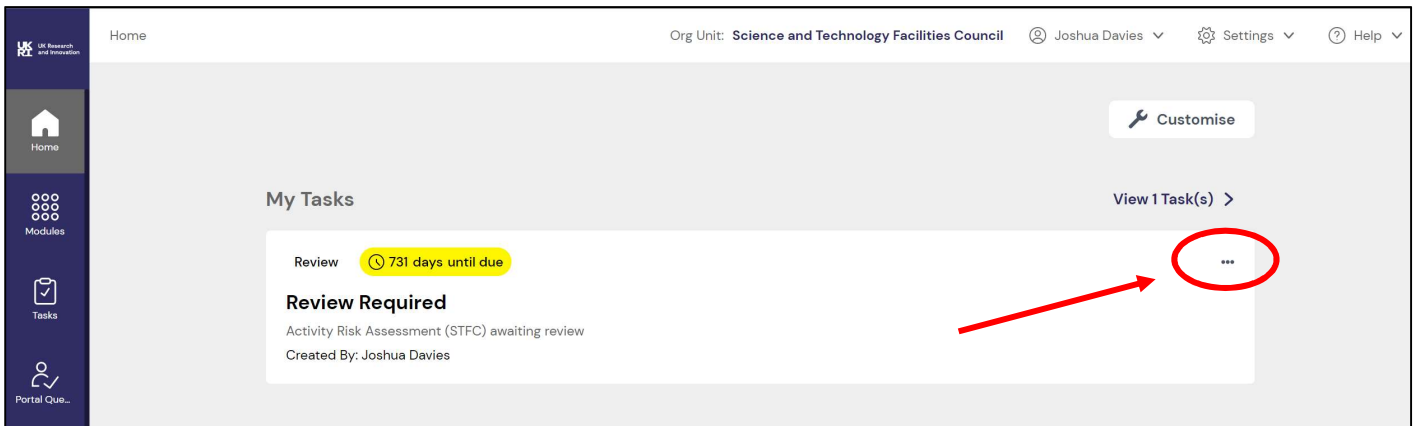 UK Research
and Innovation
Home
Org Unit: Science and Technology Facilities Council
Joshua Davies
Settings
Help
Home
Customise
Modules
My Tasks
View 1 Task(s)
Review
731 days until due
Review Required
Activity Risk Assessment (STFC) awaiting review
Created By: Joshua Davies
Tasks
Portal Que...